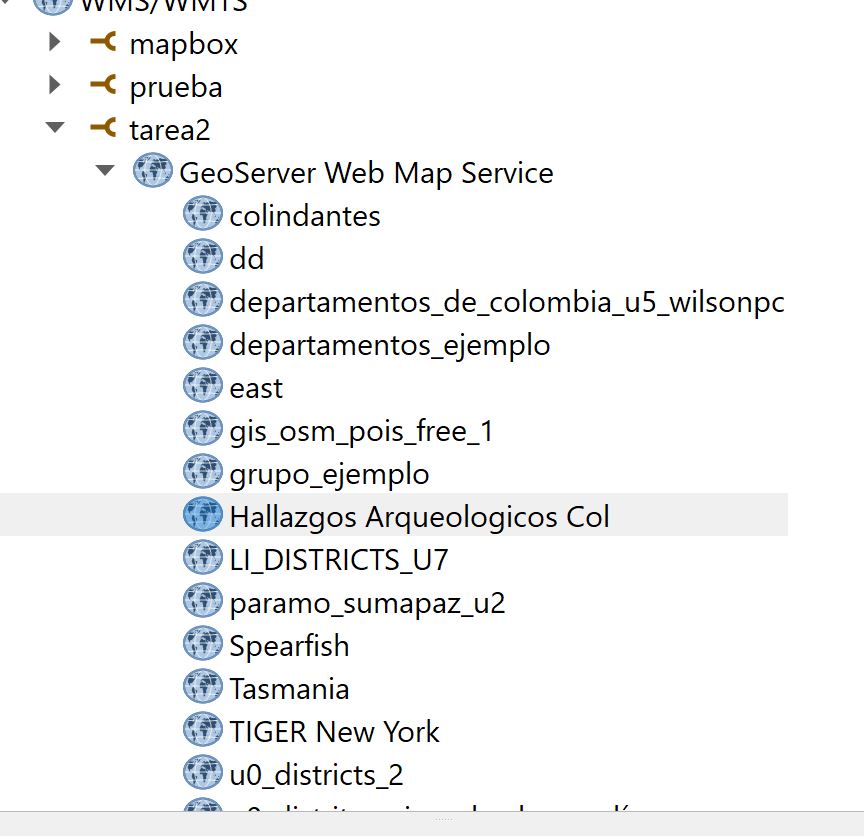 WMS/WMTS
mapbox
prueba
tarea2
GeoServer Web Map Service
colindantes
dd
departamentos_de_colombia_u5_wilsonpc
departamentos_ejemplo
east
gis_osm_pois_free_1
grupo_ejemplo
Hallazgos Arqueologicos Col
LI_DISTRICTS_U7
paramo_sumapaz_u2
Spearfish
Tasmania
TIGER New York
u0_districts_2